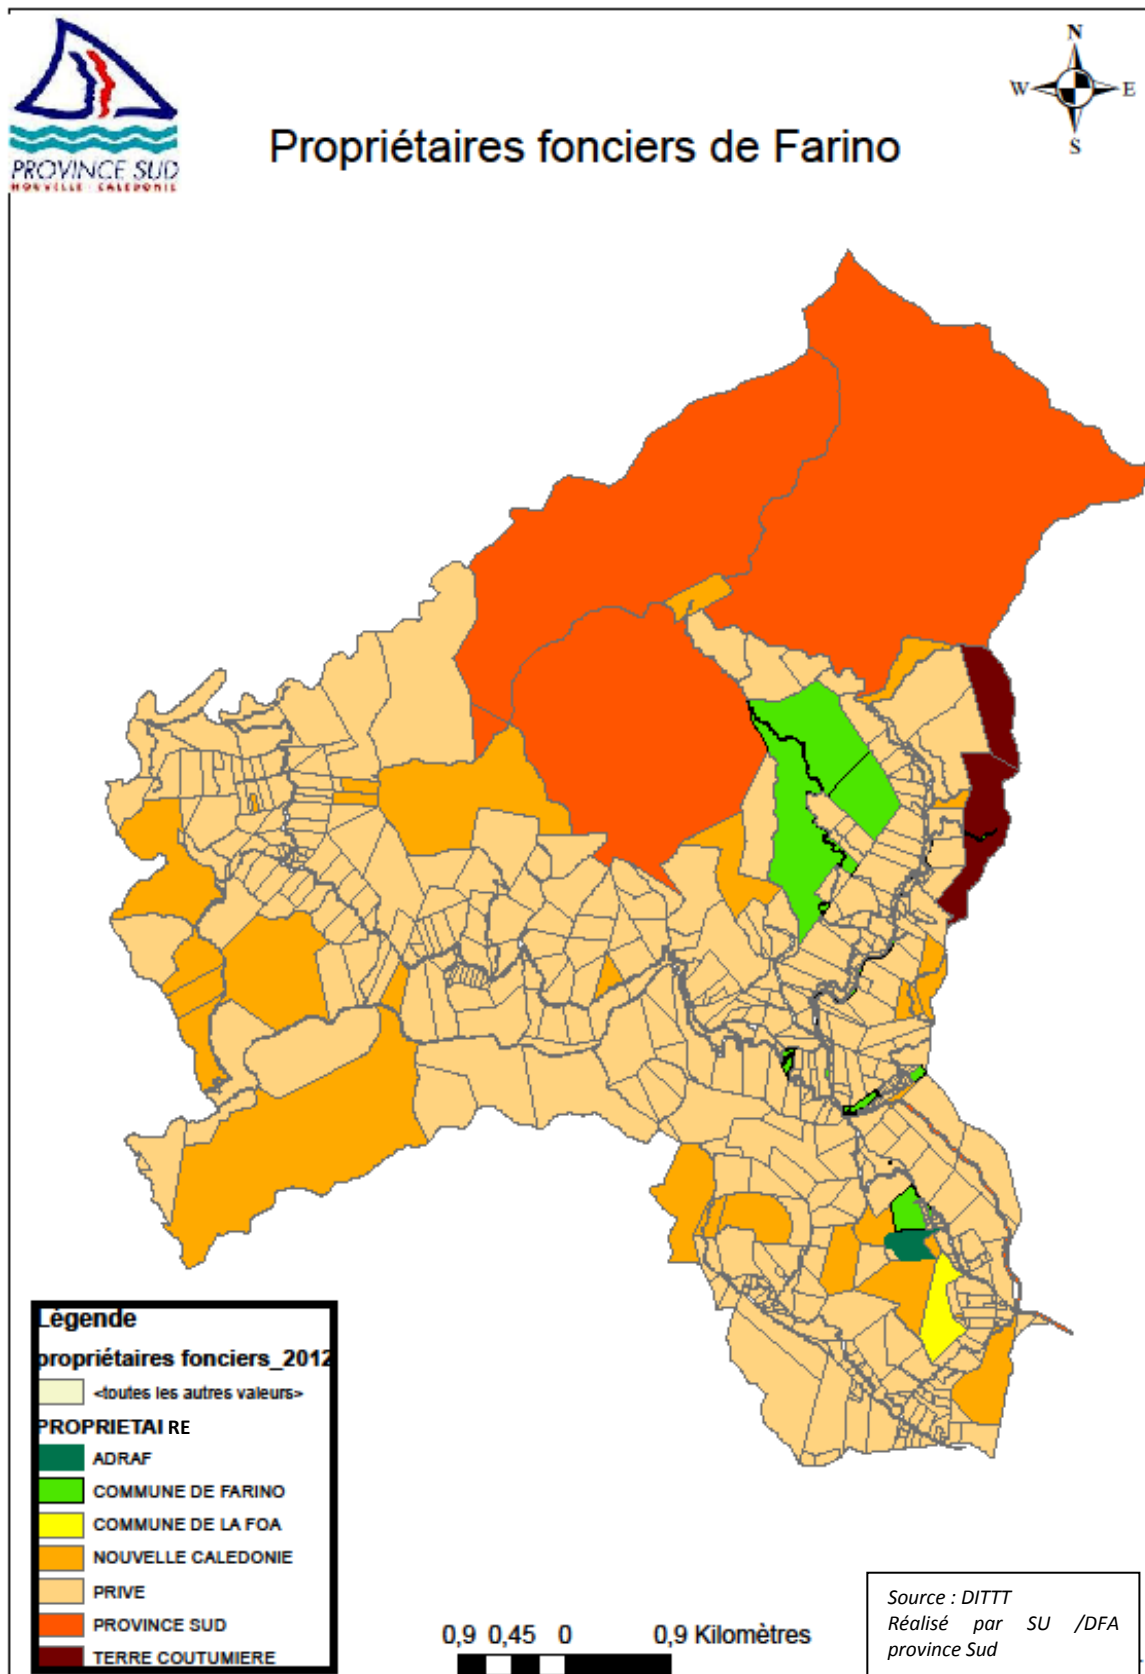 PROVINCE SUD
NOUVELLE - CALEDONIE
N
W
E
S
Propriétaires fonciers de Farino
Légende
propriétaires fonciers_2012
<toutes les autres valeurs>
PROPRIETAIRE
ADRAF
COMMUNE DE FARINO
COMMUNE DE LA FOA
NOUVELLE CALEDONIE
PRIVE
PROVINCE SUD
TERRE COUTUMIERE
0,9 0,45 0 0,9 Kilomètres
Source : DITTT
Réalisé par SU /DFA
province Sud